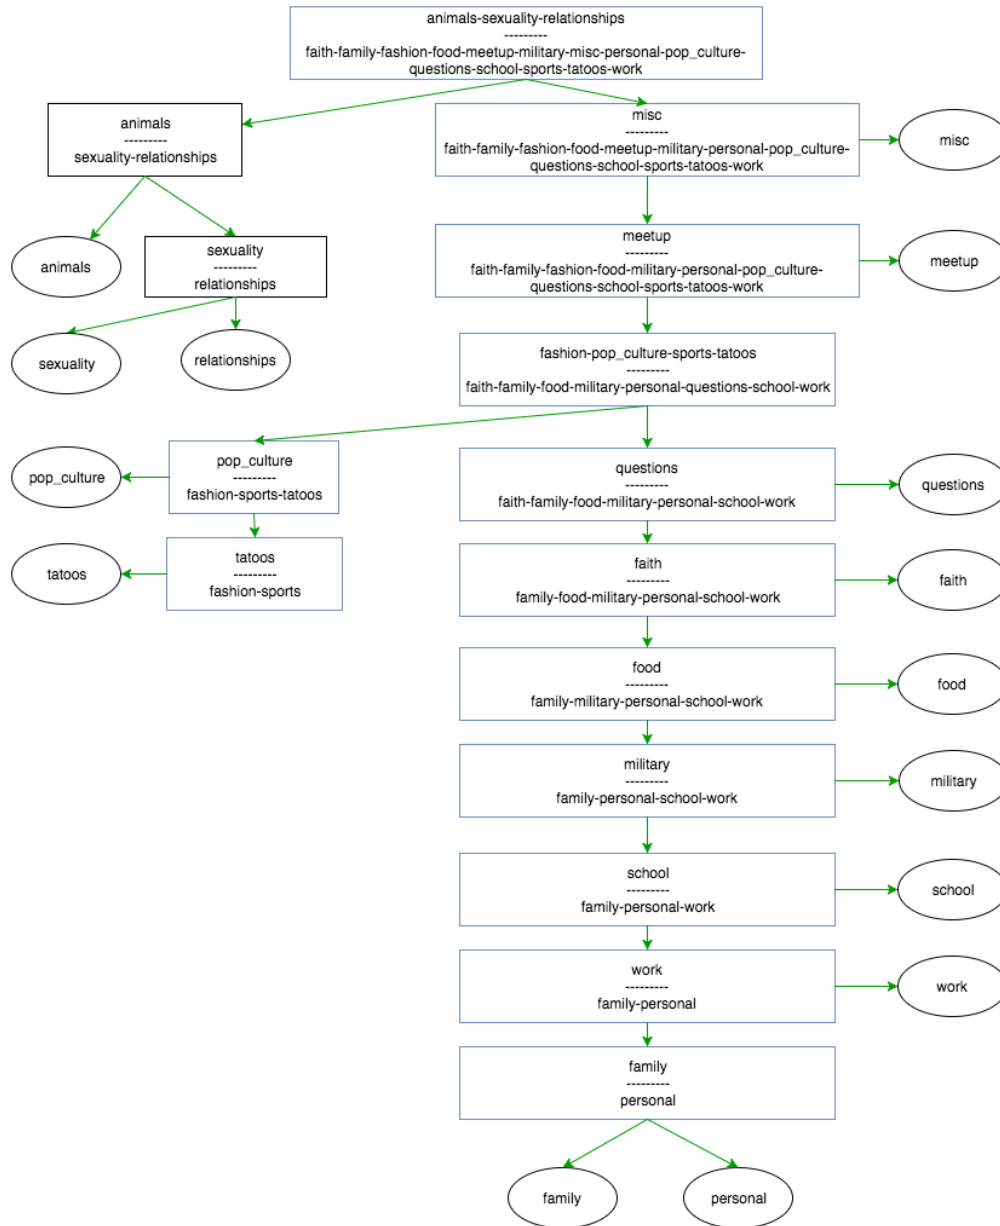 animals-sexuality-relationships
---------
faith-family-fashion-food-meetup-military-misc-personal-pop_culture-
questions-school-sports-tatoos-work
animals
---------
sexuality-relationships
misc
---------
faith-family-fashion-food-meetup-military-personal-pop_culture-
questions-school-sports-tatoos-work
misc
animals
sexuality
---------
relationships
meetup
---------
faith-family-fashion-food-military-personal-pop_culture-
questions-school-sports-tatoos-work
meetup
sexuality
relationships
fashion-pop_culture-sports-tatoos
---------
faith-family-food-military-personal-questions-school-work
pop_culture
pop_culture
---------
fashion-sports-tatoos
questions
---------
faith-family-food-military-personal-school-work
questions
tatoos
tatoos
---------
fashion-sports
faith
---------
family-food-military-personal-school-work
faith
food
---------
family-military-personal-school-work
food
military
---------
family-personal-school-work
military
school
---------
family-personal-work
school
work
---------
family-personal
work
family
---------
personal
family
personal